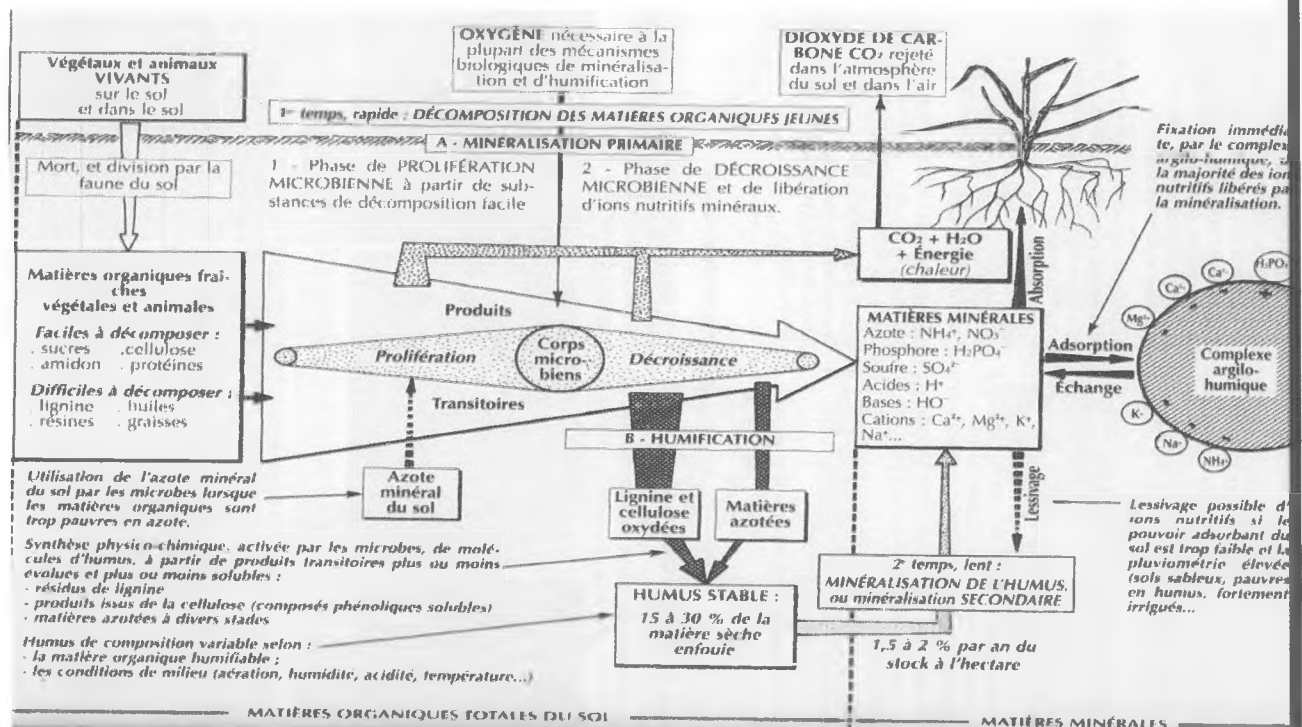 Végétaux et animaux
VIVANTS
sur le sol
et dans le sol
OXYGÈNE nécessaire à la
plupart des mécanismes
biologiques de minéralisa-
tion et d'humification
DIOXYDE DE CAR-
BONE CO₂ rejeté
dans l'atmosphère
du sol et dans l'air
1er temps, rapide : DÉCOMPOSITION DES MATIÈRES ORGANIQUES JEUNES
A - MINÉRALISATION PRIMAIRE
Mort, et division par la
faune du sol
1 - Phase de PROLIFÉRATION
MICROBIENNE à partir de sub-
stances de décomposition facile
2 - Phase de DÉCROISSANCE
MICROBIENNE et de libération
d'ions nutritifs minéraux.
Fixation immédia
te, par le complex
argilo-humique,
la majorité des ion
nutritifs libérés pa
la minéralisation.
CO₂ + H₂O
+ Énergie
(chaleur)
Absorption
Matières organiques fraî-
ches
végétales et animales
Faciles à décomposer :
. sucres .cellulose
. amidon . protéines
Difficiles à décomposer :
. lignine . huiles
. résines . graisses
Produits
Prolifération
Corps
micro-
biens
Décroissance
Transitoires
MATIÈRES MINÉRALES
Azote : NH₄⁺, NO₃⁻
Phosphore : H₂PO₄⁻
Soufre : SO₄²⁻
Acides : H⁺
Bases : HO⁻
Cations : Ca²⁺, Mg²⁺, K⁺,
Na⁺...
Adsorption
Échange
H₂PO₄
Ca²⁺
Ca²⁺
Mg²⁺
Complexe
argilo-
humique
K⁺
Na⁺
NH₄⁺
B - HUMIFICATION
Utilisation de l'azote minéral
du sol par les microbes lorsque
les matières organiques sont
trop pauvres en azote.
Azote
minéral
du sol
Lignine et
cellulose
oxydées
Matières
azotées
Lessivage
Lessivage possible d'
ions nutritifs si le
pouvoir adsorbant du
sol est trop faible et la
pluviométrie élevée
(sols sableux, pauvres
en humus, fortement
irrigués...
Synthèse physico-chimique, activée par les microbes, de molé-
cules d'humus, à partir de produits transitoires plus ou moins
évolués et plus ou moins solubles :
- résidus de lignine
- produits issus de la cellulose (composés phénoliques solubles)
- matières azotées à divers stades
2e temps, lent :
MINÉRALISATION DE L'HUMUS,
ou minéralisation SECONDAIRE
HUMUS STABLE :
15 à 30 % de la
matière sèche
enfouie
1,5 à 2 % par an du
stock à l'hectare
Humus de composition variable selon :
- la matière organique humifiable ;
- les conditions de milieu (aération, humidité, acidité, température...)
MATIÈRES ORGANIQUES TOTALES DU SOL
MATIÈRES MINÉRALES